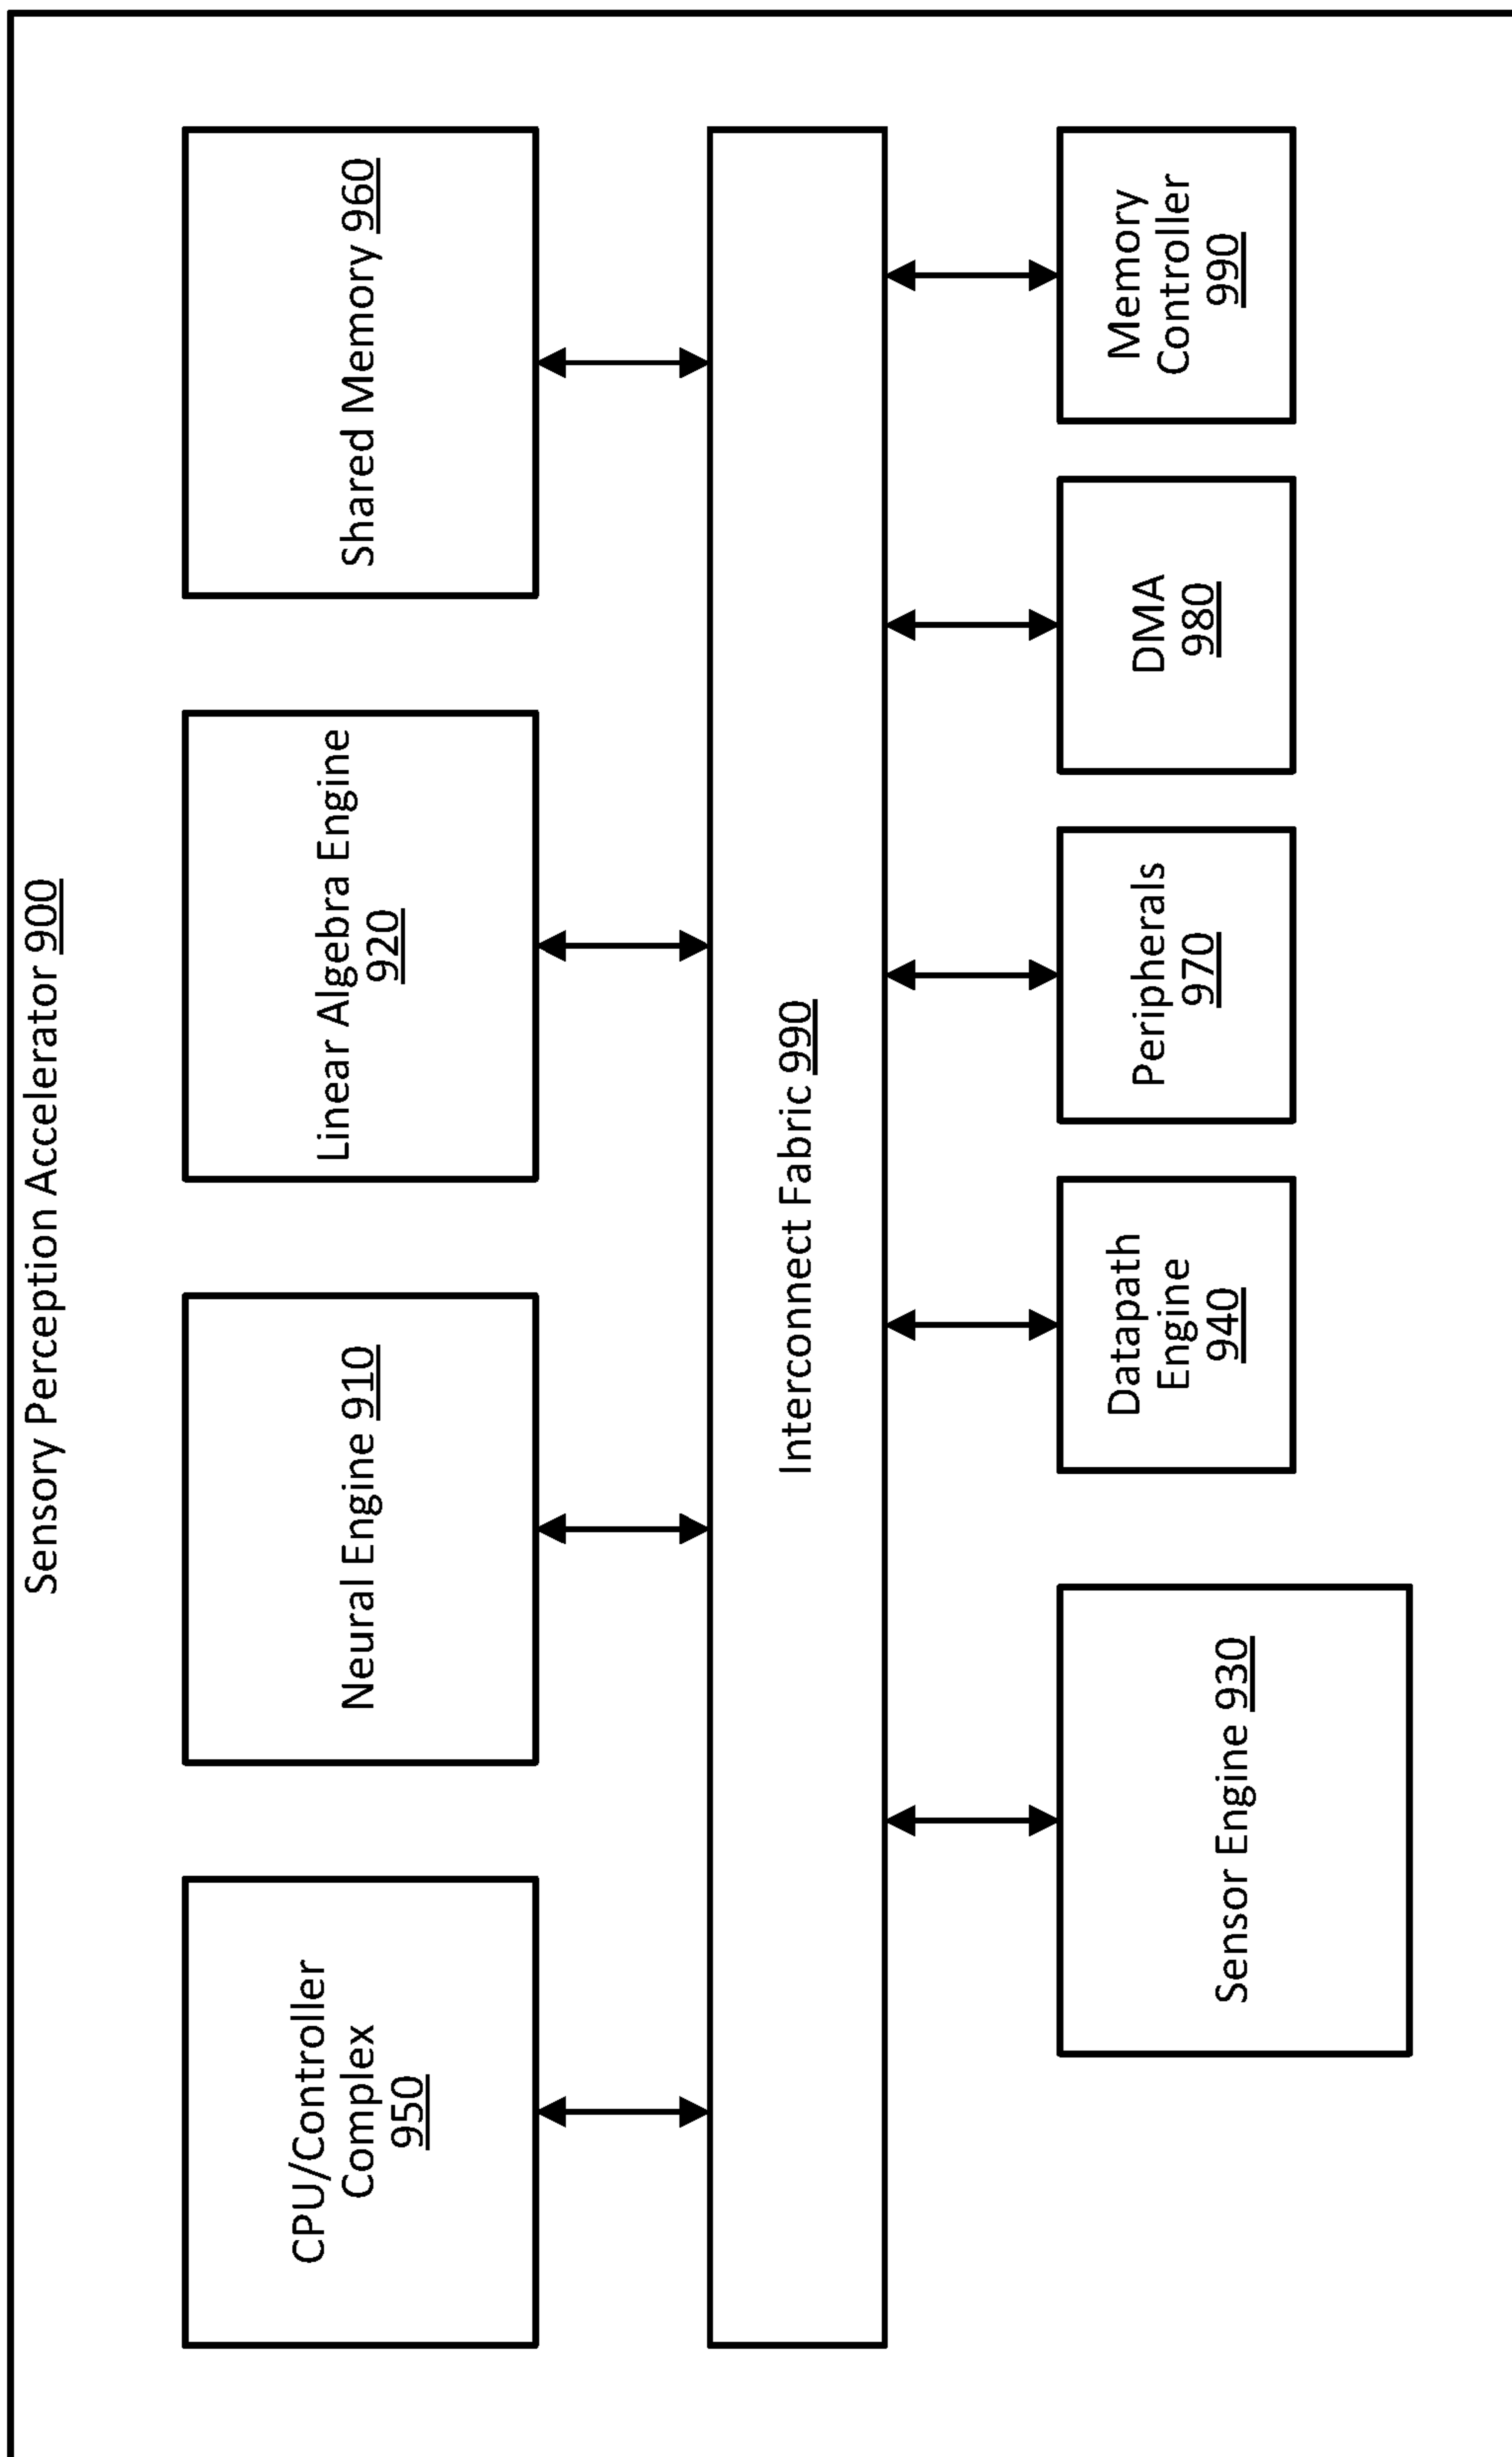 Sensory Perception Accelerator 900
CPU/Controller
Complex
950
Neural Engine 910
Linear Algebra Engine
920
Shared Memory 960
Interconnect Fabric 990
Sensor Engine 930
Datapath
Engine
940
Peripherals
970
DMA
980
Memory
Controller
990